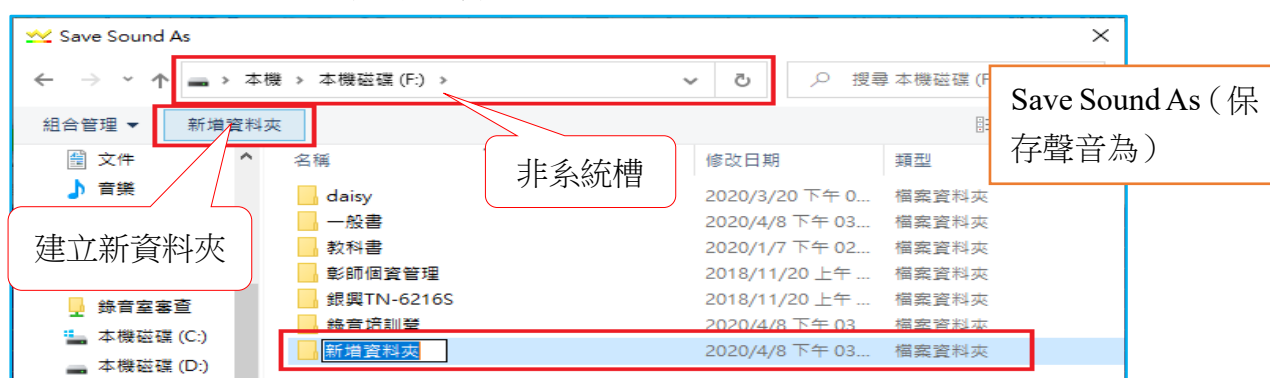 Save Sound As
本機 > 本機磁碟 (F:) >
搜尋 本機磁碟 (F
Save Sound As（保
存聲音為）
組合管理
新增資料夾
文件
音樂
建立新資料夾
錄音室審查
本機磁碟 (C:)
本機磁碟 (D:)
非系統槽
名稱 修改日期 類型
daisy 2020/3/20 下午 0... 檔案資料夾
一般書 2020/4/8 下午 03... 檔案資料夾
教科書 2020/1/7 下午 02... 檔案資料夾
彰師個資管理 2018/11/20 上午 ... 檔案資料夾
銀興TN-6216S 2018/11/20 上午 ... 檔案資料夾
錄音培訓營 2020/4/8 下午 03 檔案資料夾
新增資料夾 2020/4/8 下午 03... 檔案資料夾